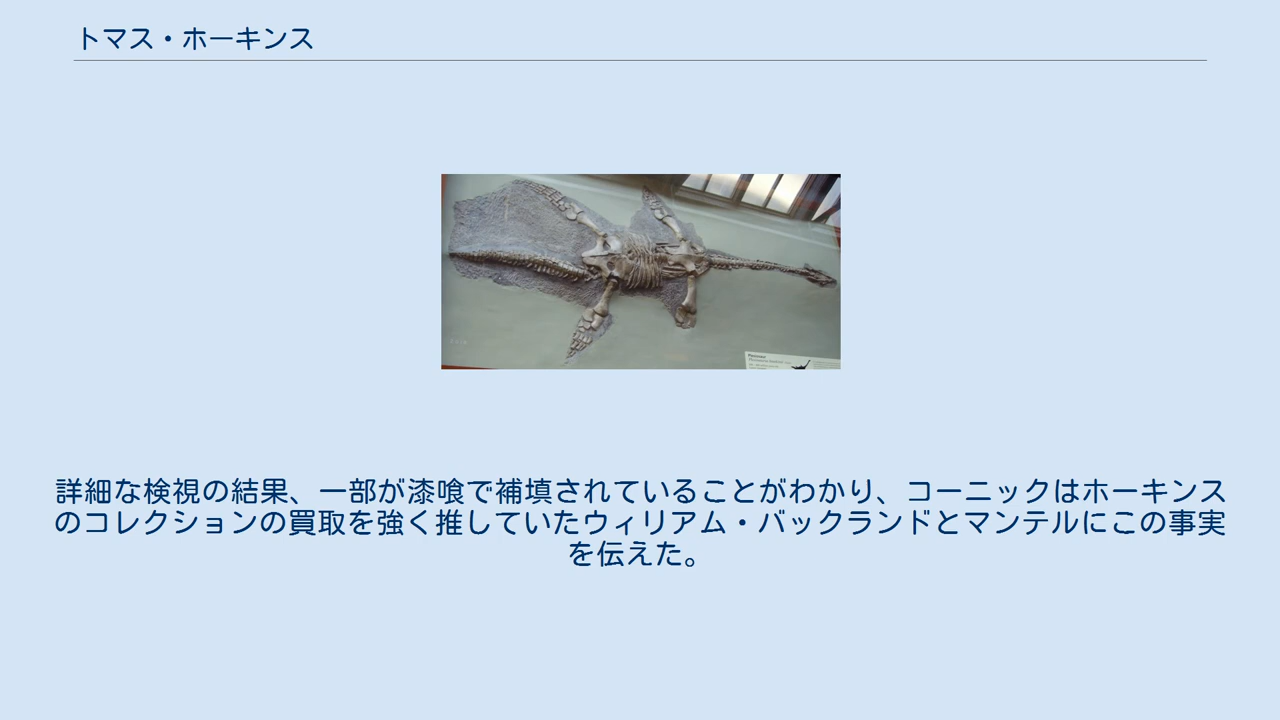 トマス・ホーキンス
詳細な検視の結果、一部が漆喰で補填されていることがわかり、コーニックはホーキンス
のコレクションの買取を強く推していたウィリアム・バックランドとマンテルにこの事実
を伝えた。